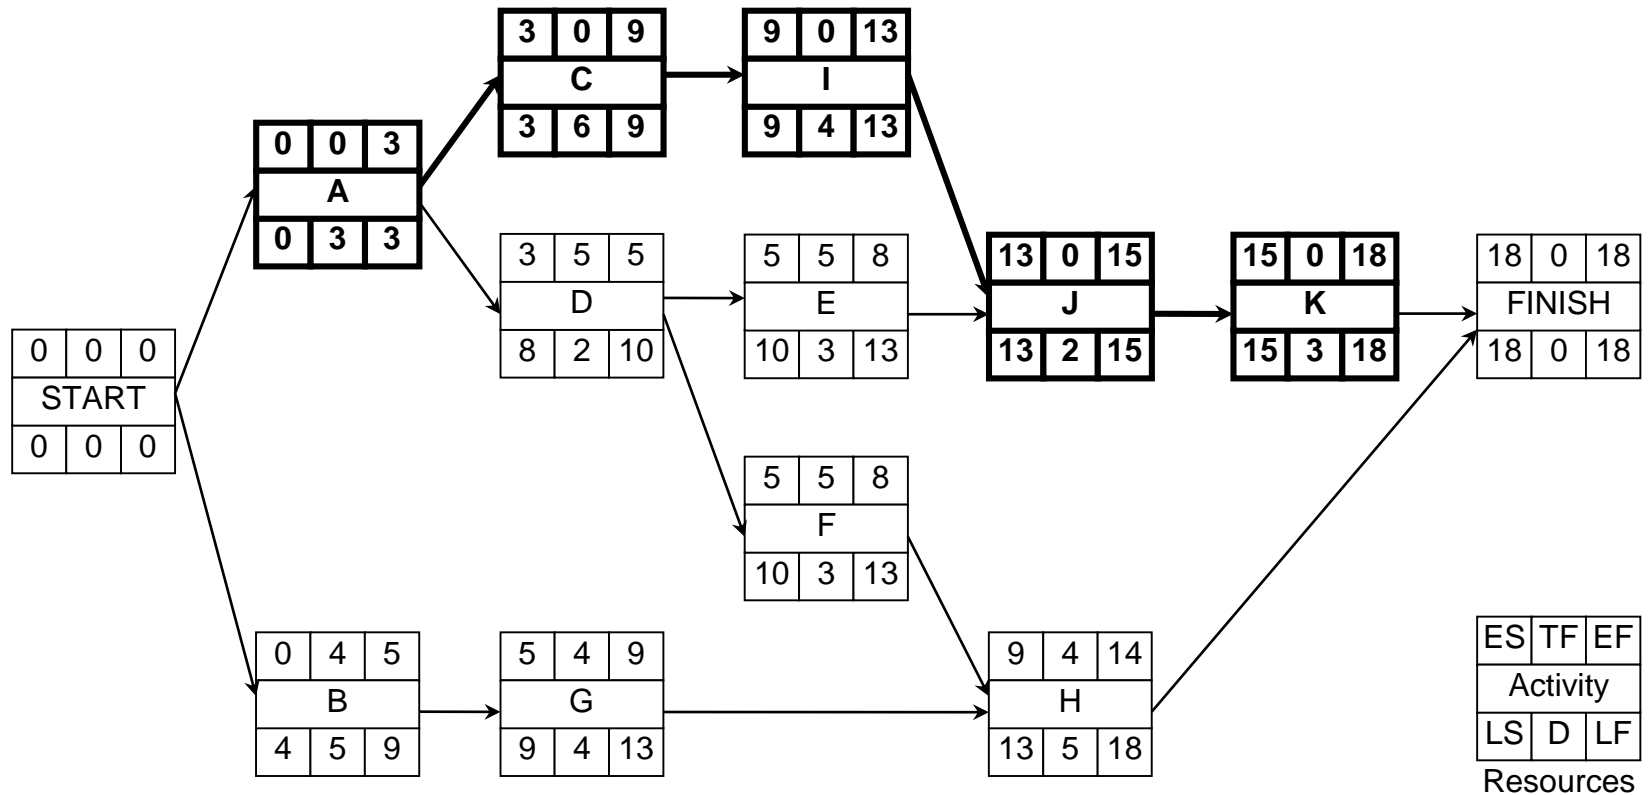 3 0 9
C
3 6 9
9 0 13
I
9 4 13
0 0 3
A
0 3 3
3 5 5
D
8 2 10
5 5 8
E
10 3 13
13 0 15
J
13 2 15
15 0 18
K
15 3 18
18 0 18
FINISH
18 0 18
0 0 0
START
0 0 0
5 5 8
F
10 3 13
0 4 5
B
4 5 9
5 4 9
G
9 4 13
9 4 14
H
13 5 18
ES TF EF
Activity
LS D LF
Resources